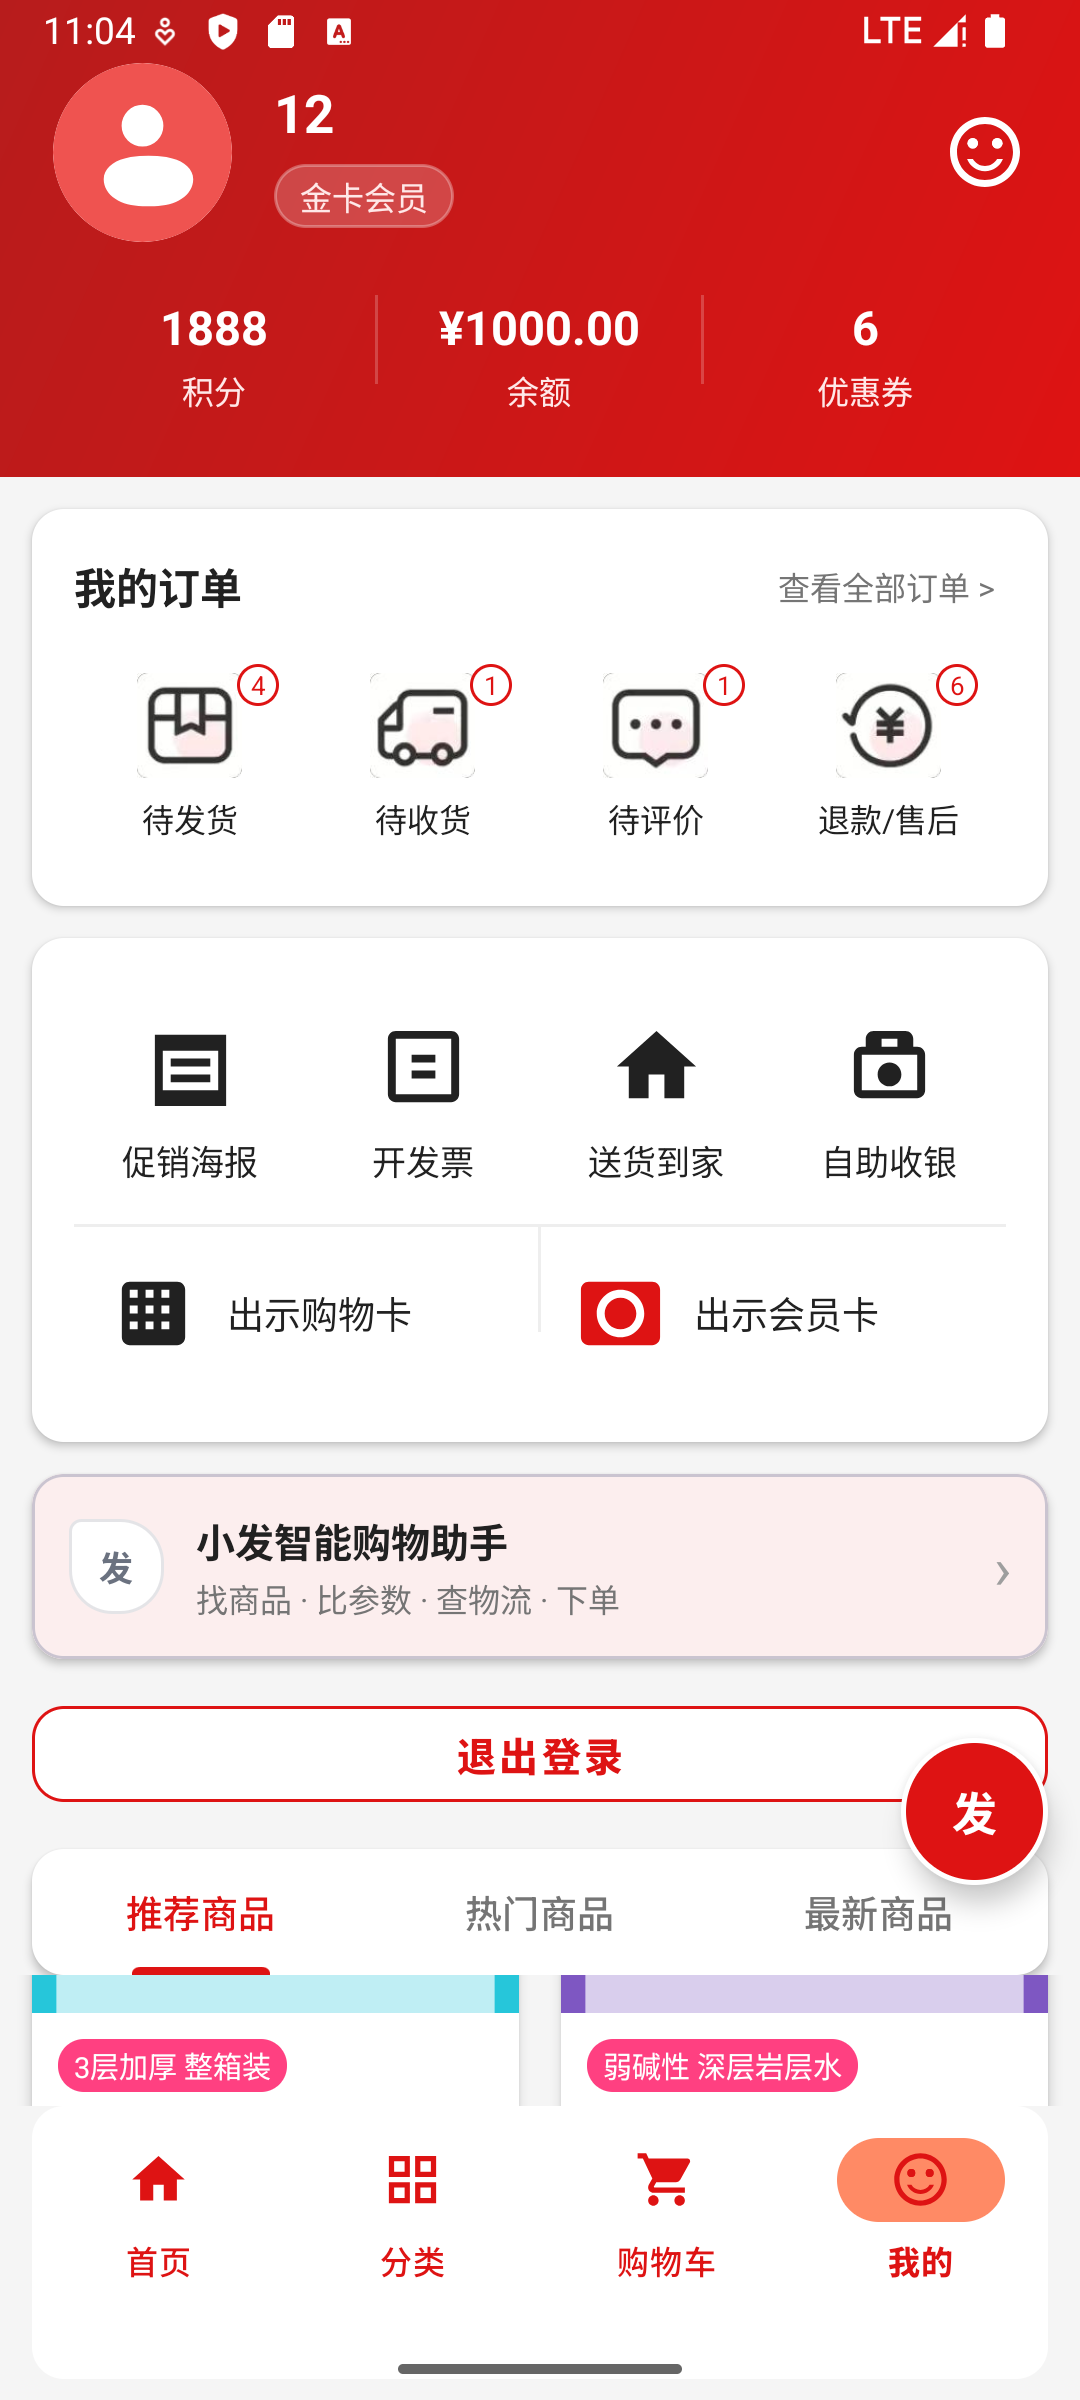 11:04
LTE
12
金卡会员
1888
¥1000.00
6
积分
余额
优惠券
我的订单
查看全部订单 >
4
1
1
6
待发货
待收货
待评价
退款/售后
促销海报
开发票
送货到家
自助收银
出示购物卡
出示会员卡
发
小发智能购物助手
找商品 · 比参数 · 查物流 · 下单
退出登录
发
推荐商品
热门商品
最新商品
3层加厚 整箱装
弱碱性 深层岩层水
首页
分类
购物车
我的